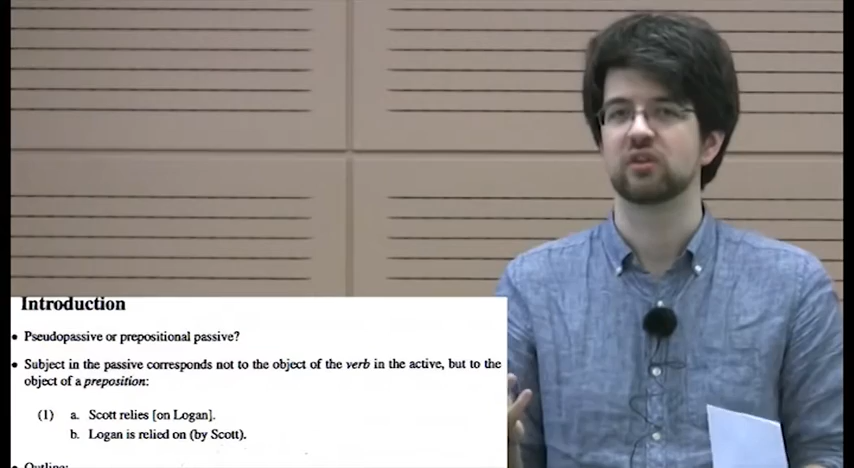 Introduction
• Pseudopassive or prepositional passive?
• Subject in the passive corresponds not to the object of the verb in the active, but to the
object of a preposition:
(1) a. Scott relies [on Logan].
b. Logan is relied on (by Scott).
• Outline: